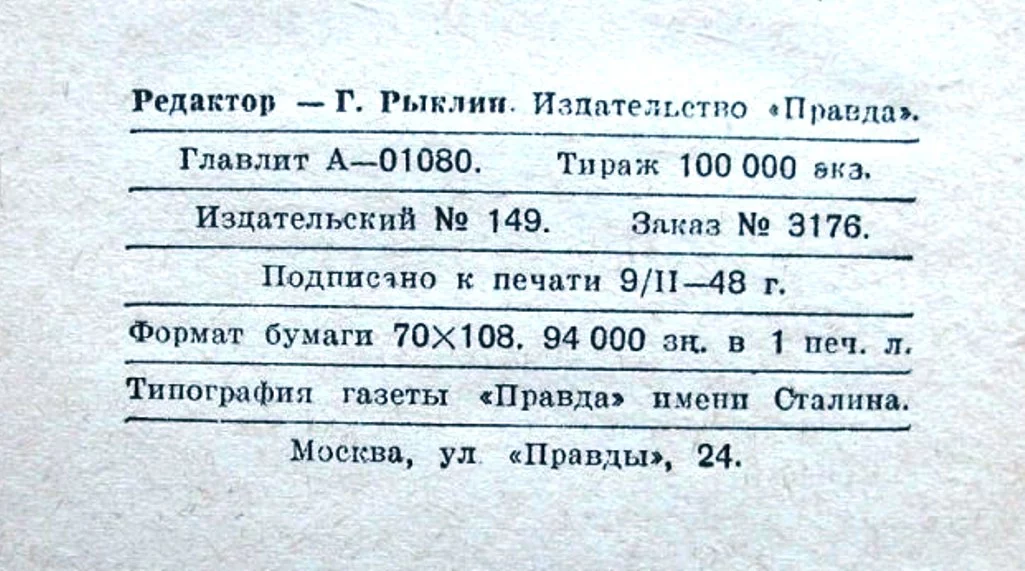 Редактор — Г. Рыклин. Издательство «Правда».
Главлит А—01080. Тираж 100 000 экз.
Издательский № 149. Заказ № 3176.
Подписано к печати 9/II—48 г.
Формат бумаги 70×108. 94 000 зн. в 1 печ. л.
Типография газеты «Правда» имени Сталина.
Москва, ул. «Правды», 24.